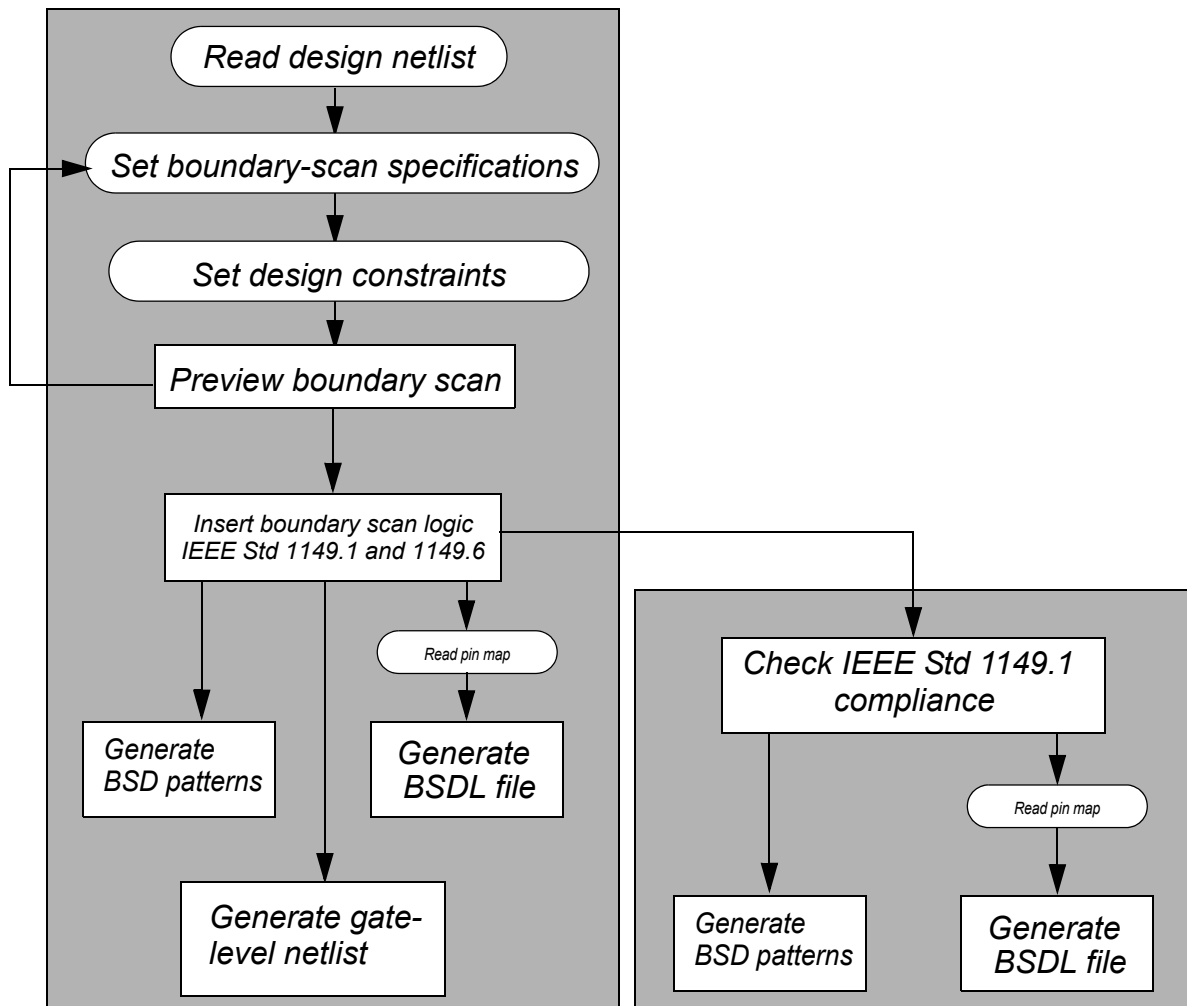 Read design netlist
Set boundary-scan specifications
Set design constraints
Preview boundary scan
Insert boundary scan logic
IEEE Std 1149.1 and 1149.6
Read pin map
Generate
BSD patterns
Generate
BSDL file
Generate gate-
level netlist
Check IEEE Std 1149.1
compliance
Read pin map
Generate
BSD patterns
Generate
BSDL file